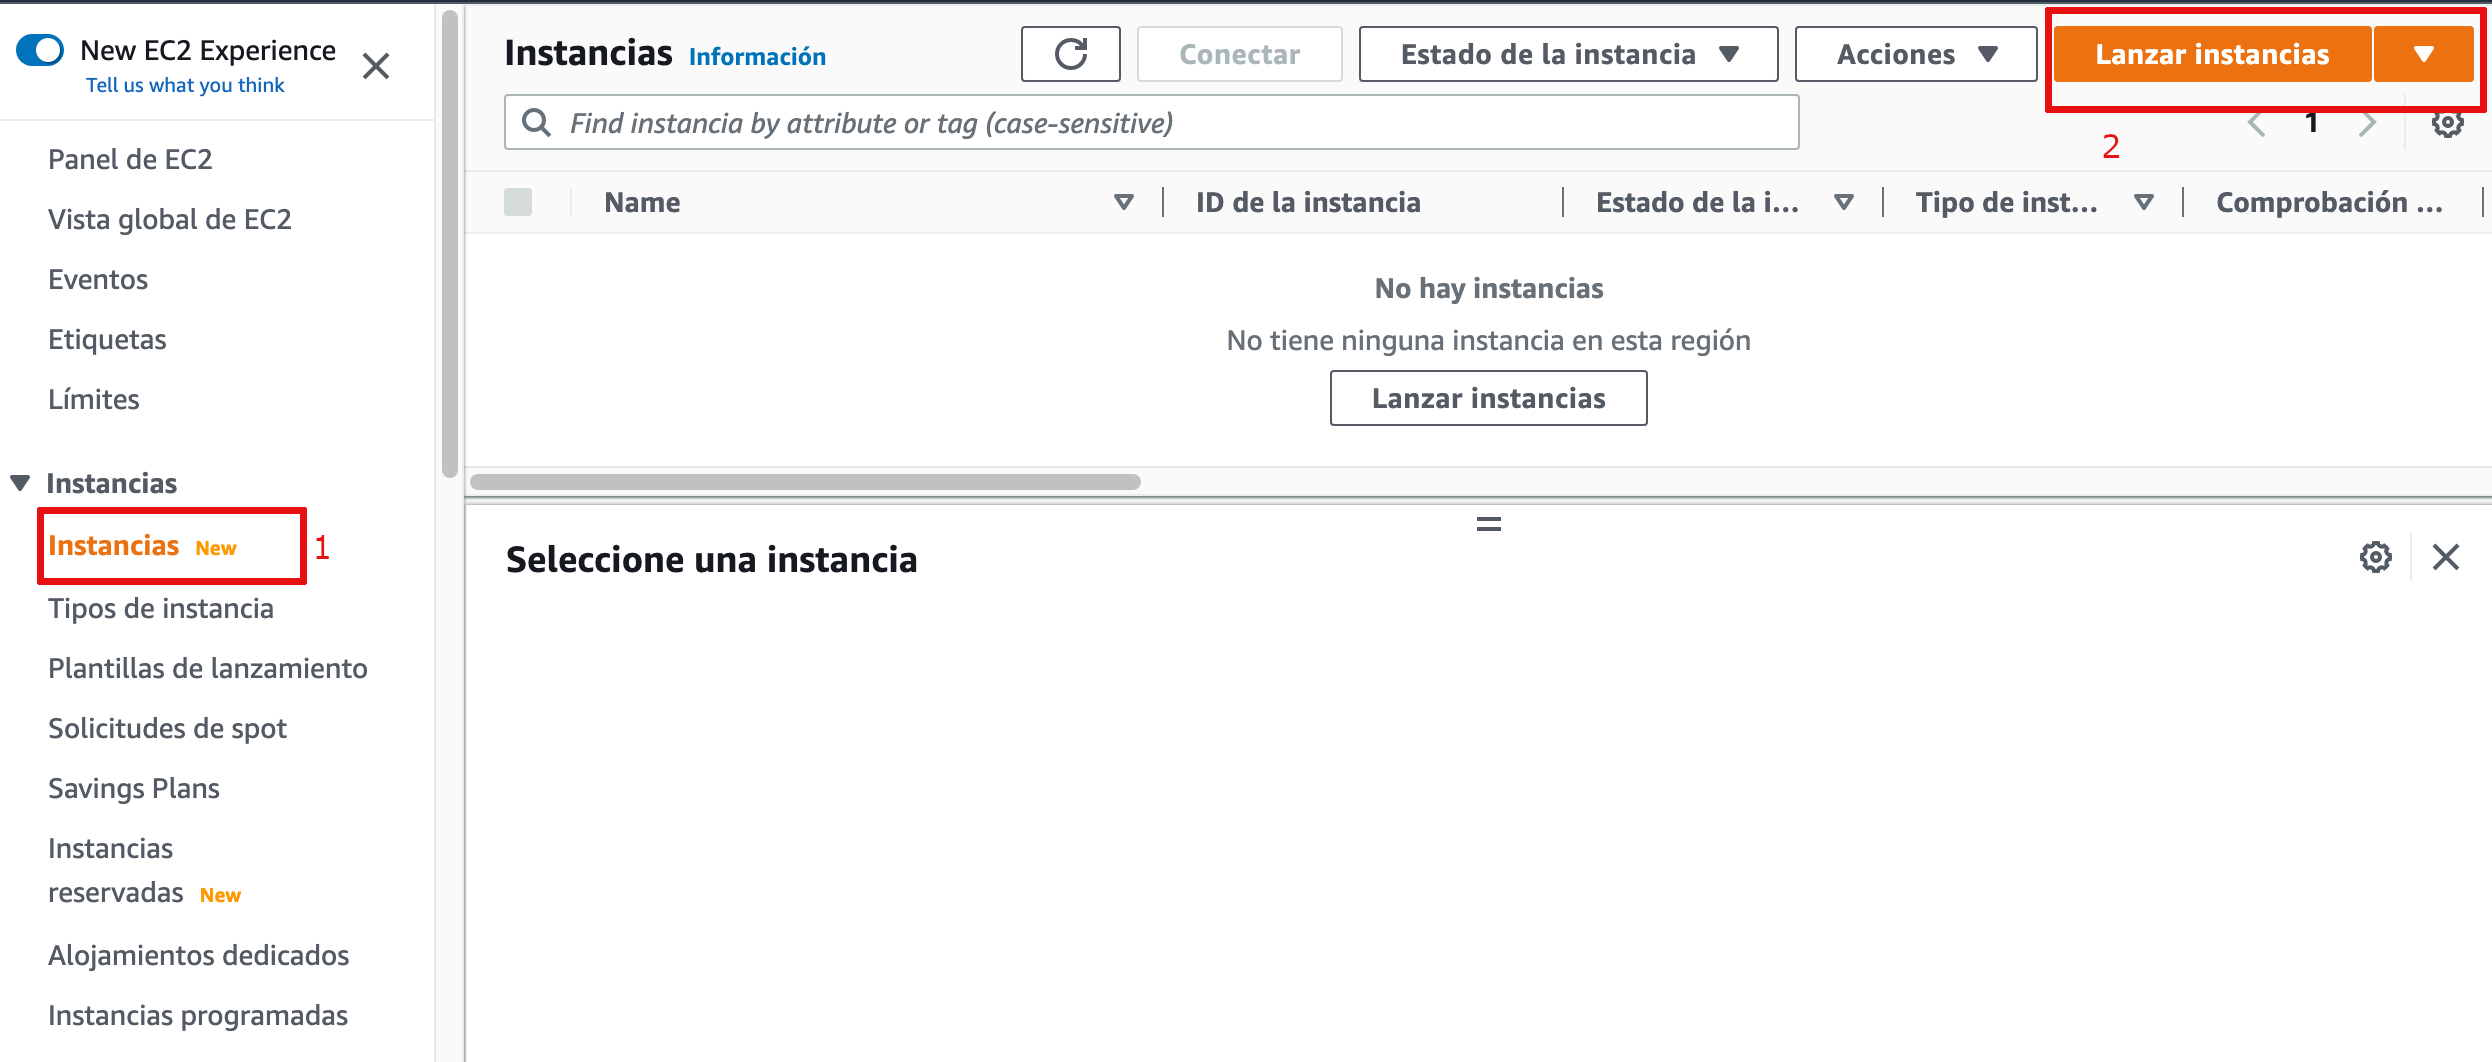 New EC2 Experience
Tell us what you think
Panel de EC2
Vista global de EC2
Eventos
Etiquetas
Límites
Instancias
Instancias New
1
Tipos de instancia
Plantillas de lanzamiento
Solicitudes de spot
Savings Plans
Instancias
reservadas New
Alojamientos dedicados
Instancias programadas
Instancias Información
Conectar
Estado de la instancia
Acciones
Lanzar instancias
Find instancia by attribute or tag (case-sensitive)
2
1
Name
ID de la instancia
Estado de la i...
Tipo de inst...
Comprobación ...
No hay instancias
No tiene ninguna instancia en esta región
Lanzar instancias
Seleccione una instancia